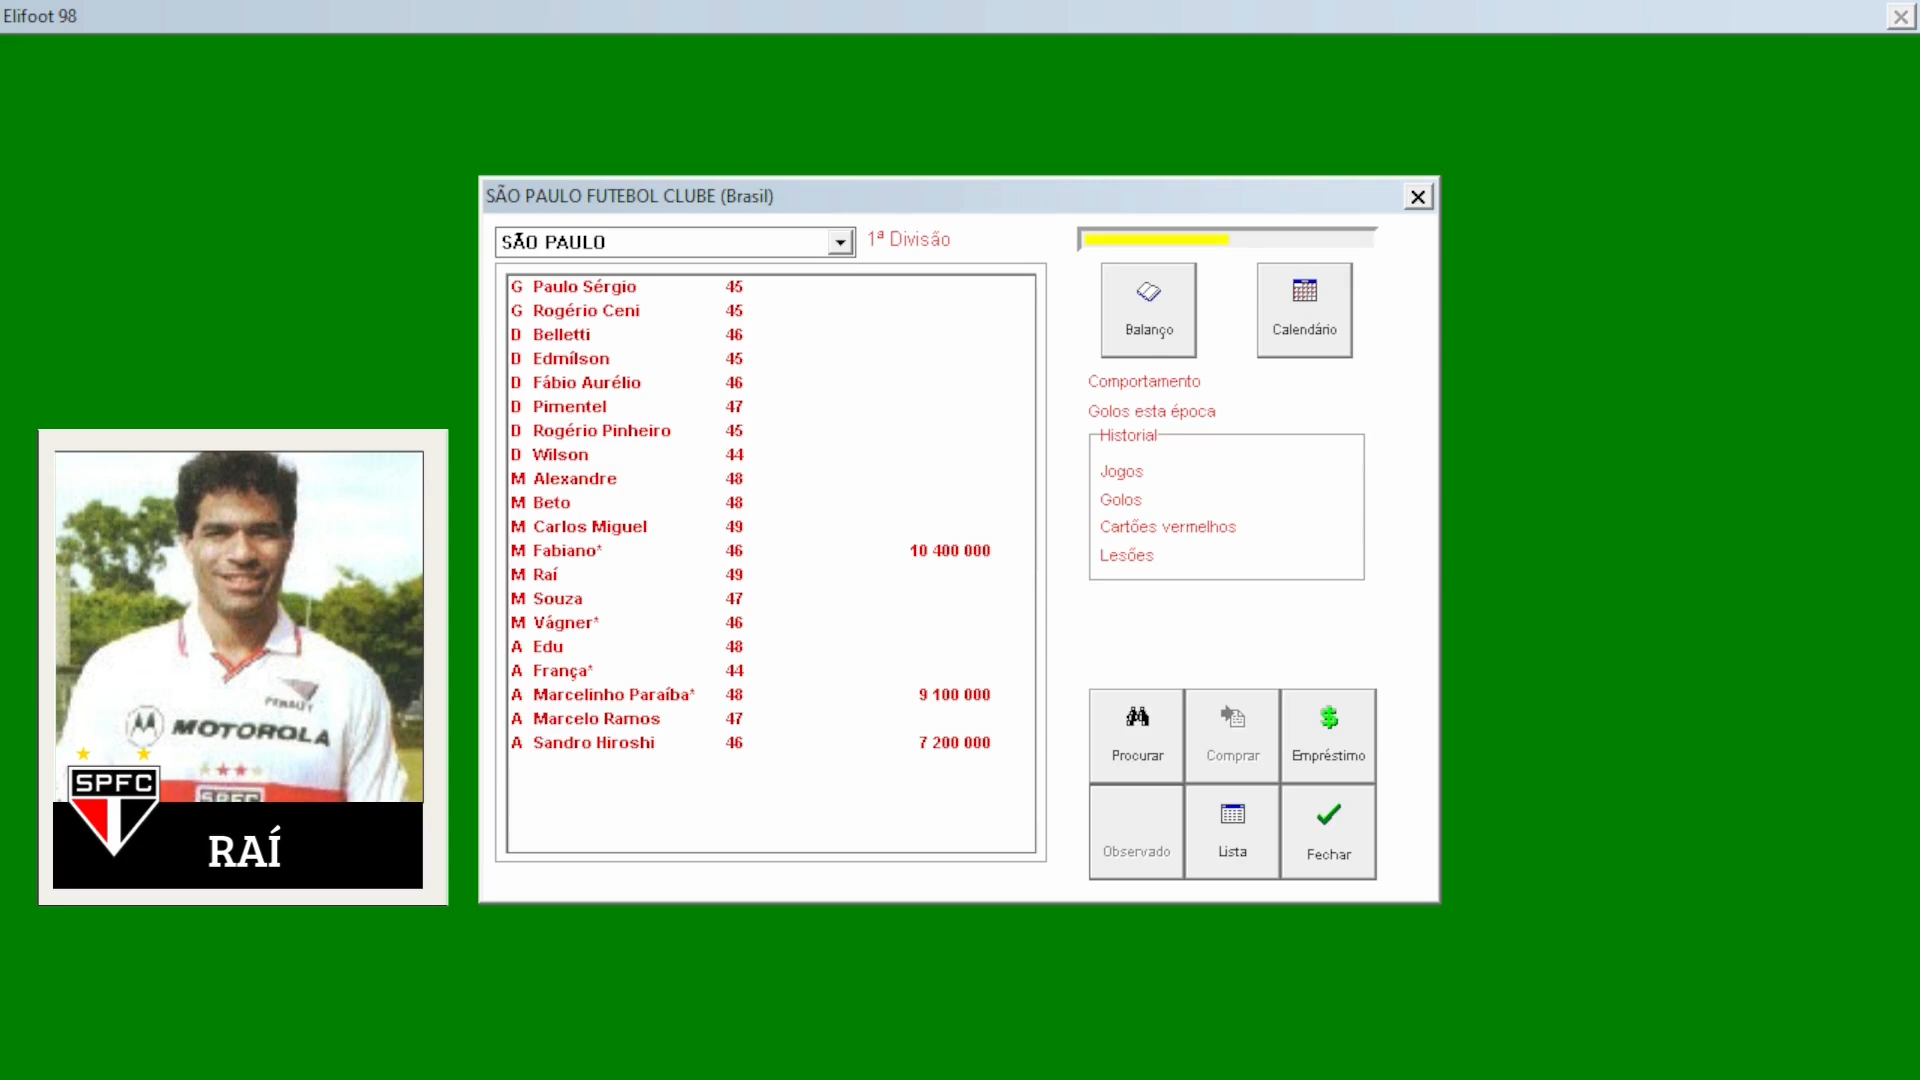 Elifoot 98
SÃO PAULO FUTEBOL CLUBE (Brasil)
SÃO PAULO
1ª Divisão
G Paulo Sérgio 45
G Rogério Ceni 45
D Belletti 46
D Edmílson 45
D Fábio Aurélio 46
D Pimentel 47
D Rogério Pinheiro 45
D Wilson 44
M Alexandre 48
M Beto 48
M Carlos Miguel 49
M Fabiano* 46 10 400 000
M Raí 49
M Souza 47
M Vágner* 46
A Edu 48
A França* 44
A Marcelinho Paraíba* 48 9 100 000
A Marcelo Ramos 47
A Sandro Hiroshi 46 7 200 000
Balanço
Calendário
Comportamento
Golos esta época
Historial
Jogos
Golos
Cartões vermelhos
Lesões
Procurar
Comprar
Empréstimo
Observado
Lista
Fechar
PENALTY
MOTOROLA
SPFC
SPFC
RAÍ